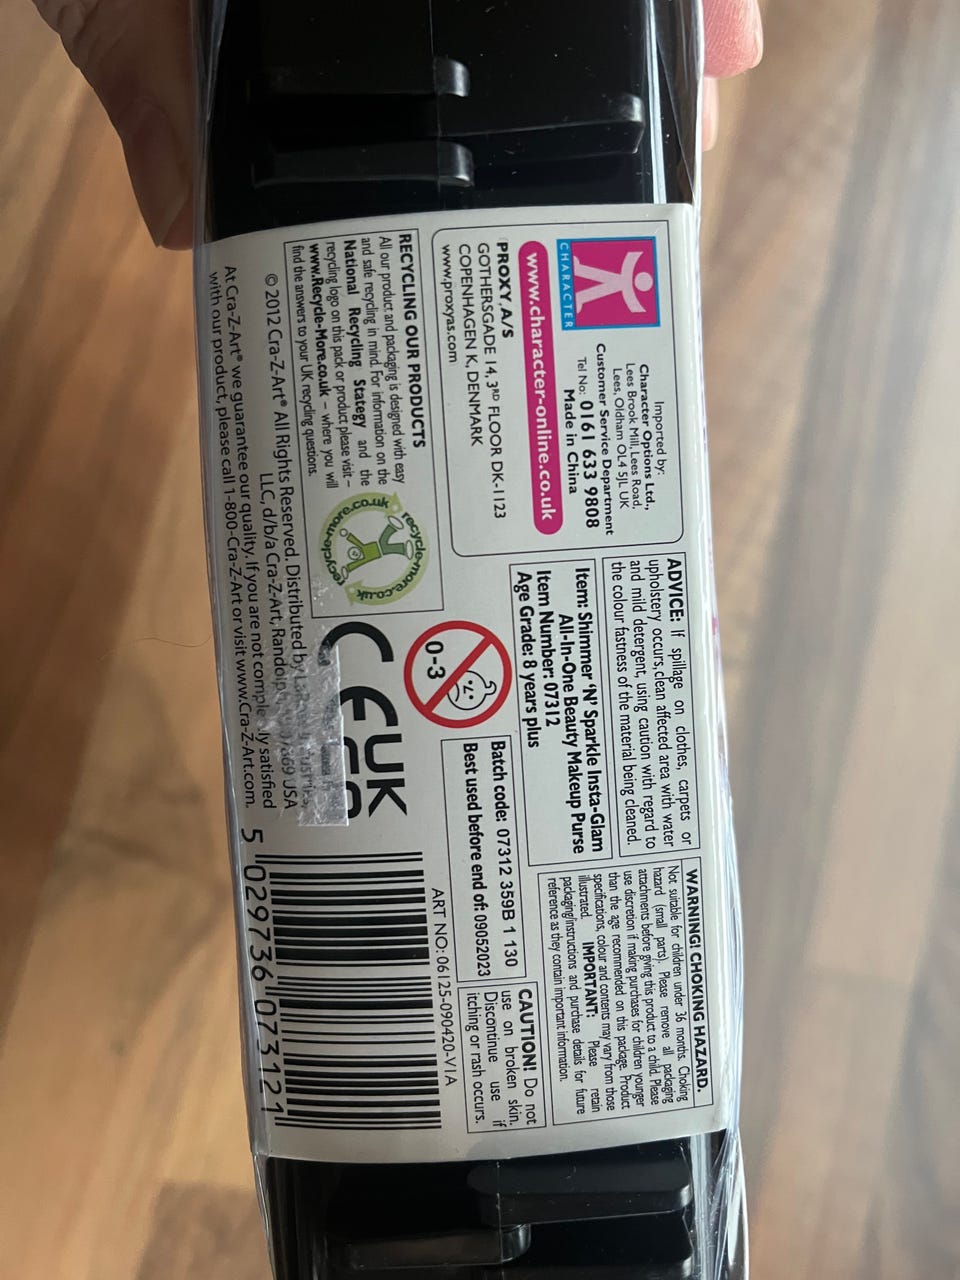 CHARACTER
Imported by:
Character Options Ltd.,
Lees Brook Mill, Lees Road,
Lees, Oldham OL4 5JL UK
Customer Service Department
Tel No: 0161 633 9808
Made in China
www.character-online.co.uk
PROXY, A/S
GOTHERSGADE 14, 3RD FLOOR DK-1123
COPENHAGEN K, DENMARK
www.proxyas.com
RECYCLING OUR PRODUCTS
All our product and packaging is designed with easy
and safe recycling in mind. For information on the
National Recycling Stategy and the
recycling logo on this pack or product please visit –
www.Recycle-More.co.uk – where you will
find the answers to your UK recycling questions.
recycle-more.co.uk
recycle-more.co.uk
© 2012 Cra-Z-Art® All Rights Reserved. Distributed by
LLC, d/b/a Cra-Z-Art, USA
At Cra-Z-Art® we guarantee our quality. If you are not satisfied
with our product, please call 1-800-Cra-Z-Art or visit www.Cra-Z-Art.com.
ADVICE: If spillage on clothes, carpets or
upholstery occurs, clean affected area with water
and mild detergent, using caution with regard to
the colour fastness of the material being cleaned.
Item: Shimmer 'N' Sparkle Insta-Glam
All-In-One Beauty Makeup Purse
Item Number: 07312
Age Grade: 8 years plus
0-3
CE
UK
CA
Batch code: 07312 359B 1 130
Best used before end of: 09052023
WARNING! CHOKING HAZARD.
Not suitable for children under 36 months. Choking
hazard (small parts). Please remove all packaging
attachments before giving this product to a child. Please
use discretion if making purchases for children younger
than the age recommended on this package. Product
specifications, colour and contents may vary from those
illustrated. IMPORTANT: Please retain
packaging/instructions and purchase details for future
reference as they contain important information.
CAUTION! Do not
use on broken skin.
Discontinue use if
itching or rash occurs.
ART NO: 06125-090420-V1A
5 029736 073121